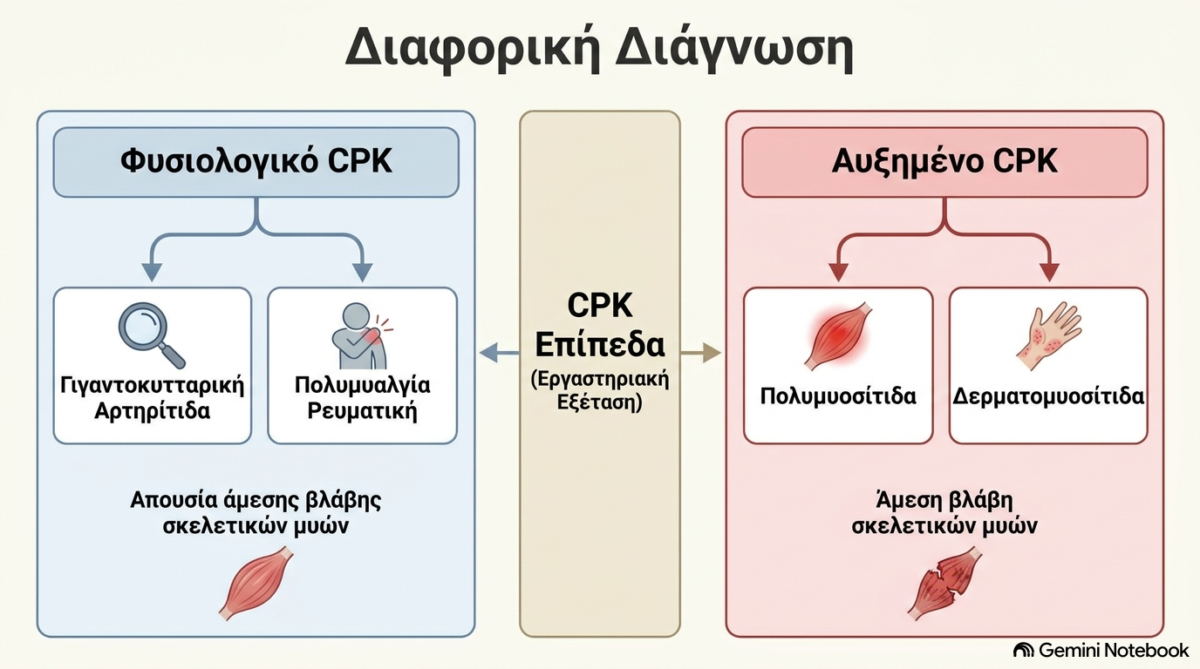 Διαφορική Διάγνωση
Φυσιολογικό CPK
Γιγαντοκυτταρική
Αρτηρίτιδα
Πολυμυαλγία
Ρευματική
Απουσία άμεσης βλάβης
σκελετικών μυών
CPK
Επίπεδα
(Εργαστηριακή
Εξέταση)
Αυξημένο CPK
Πολυμυοσίτιδα
Δερματομυοσίτιδα
Άμεση βλάβη
σκελετικών μυών
Gemini Notebook